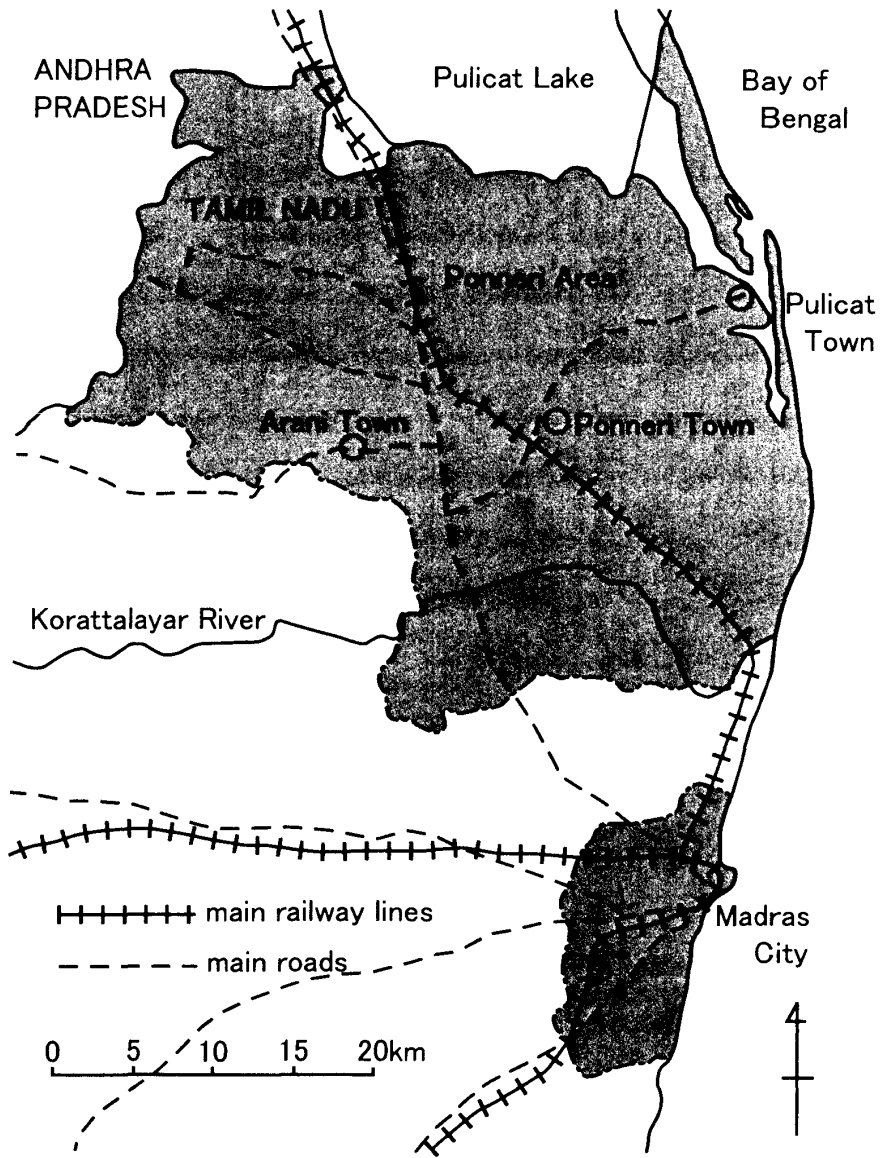 ANDHRA
PRADESH
Pulicat Lake
Bay of
Bengal
TAMIL NADU
Ponneri Area
Pulicat
Town
Arani Town
Ponneri Town
Korattalayar River
main railway lines
main roads
Madras
City
0 5 10 15 20km